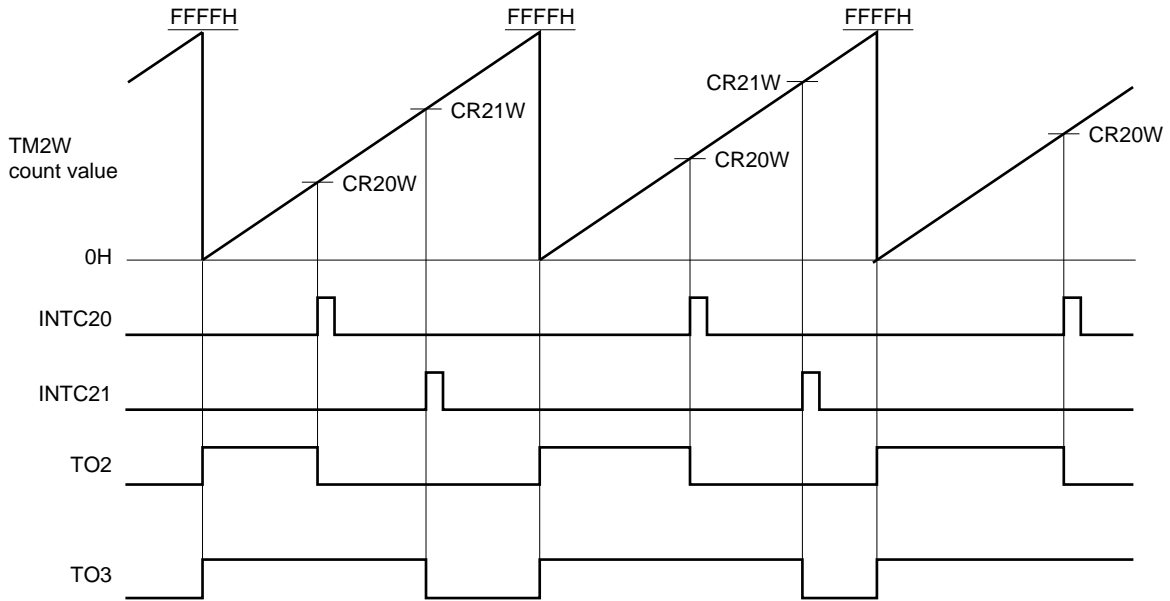 FFFFH FFFFH FFFFH
CR21W
CR21W
TM2W
count value
CR20W
CR20W
CR20W
0H
INTC20
INTC21
TO2
TO3